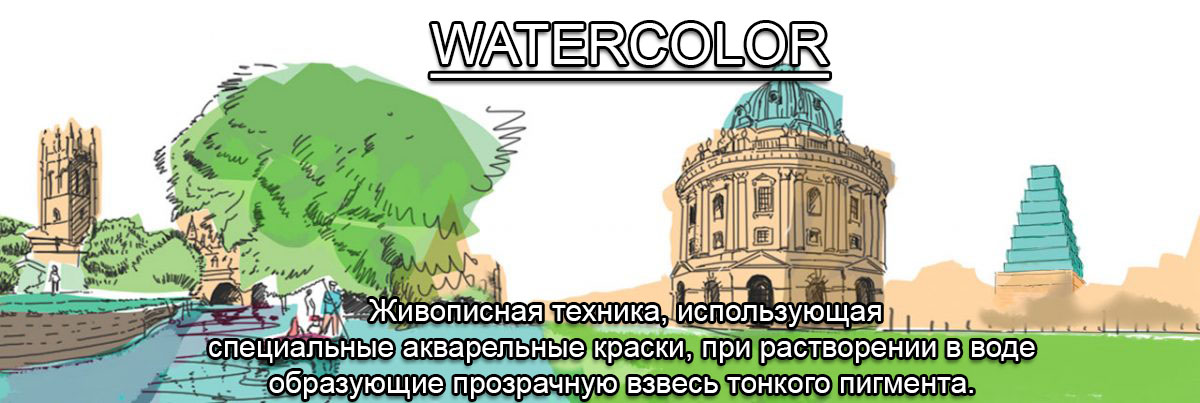 WATERCOLOR
Живописная техника, использующая
специальные акварельные краски, при растворении в воде
образующие прозрачную взвесь тонкого пигмента.